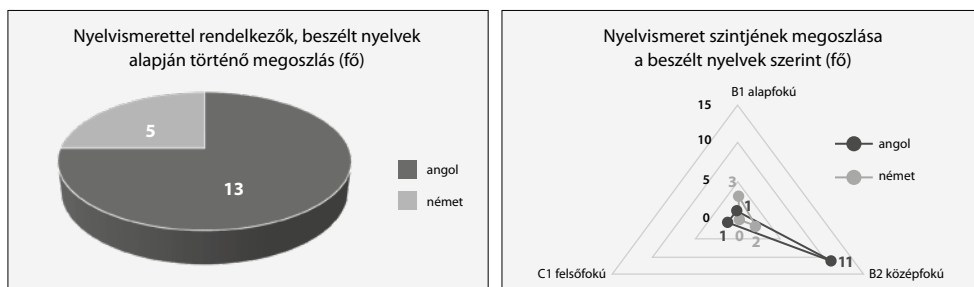 Nyelvismerettel rendelkezők, beszélt nyelvek
alapján történő megoszlás (fő)
5
13
angol
német
Nyelvismeret szintjének megoszlása
a beszélt nyelvek szerint (fő)
B1 alapfokú
15
10
5
0
3
1
1
0
2
11
C1 felsőfokú
B2 középfokú
angol
német